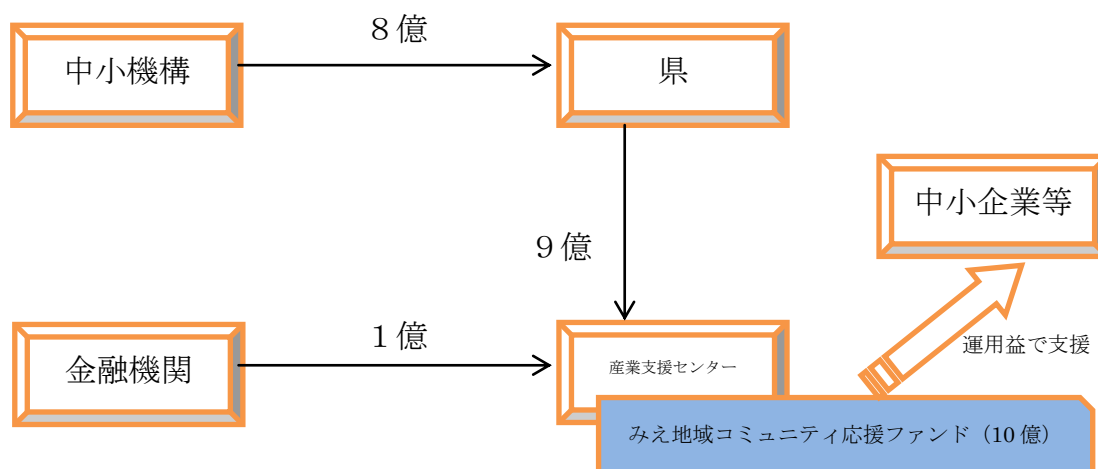 ８億
中小機構
県
中小企業等
９億
１億
運用益で支援
金融機関
産業支援センター
みえ地域コミュニティ応援ファンド（10 億）